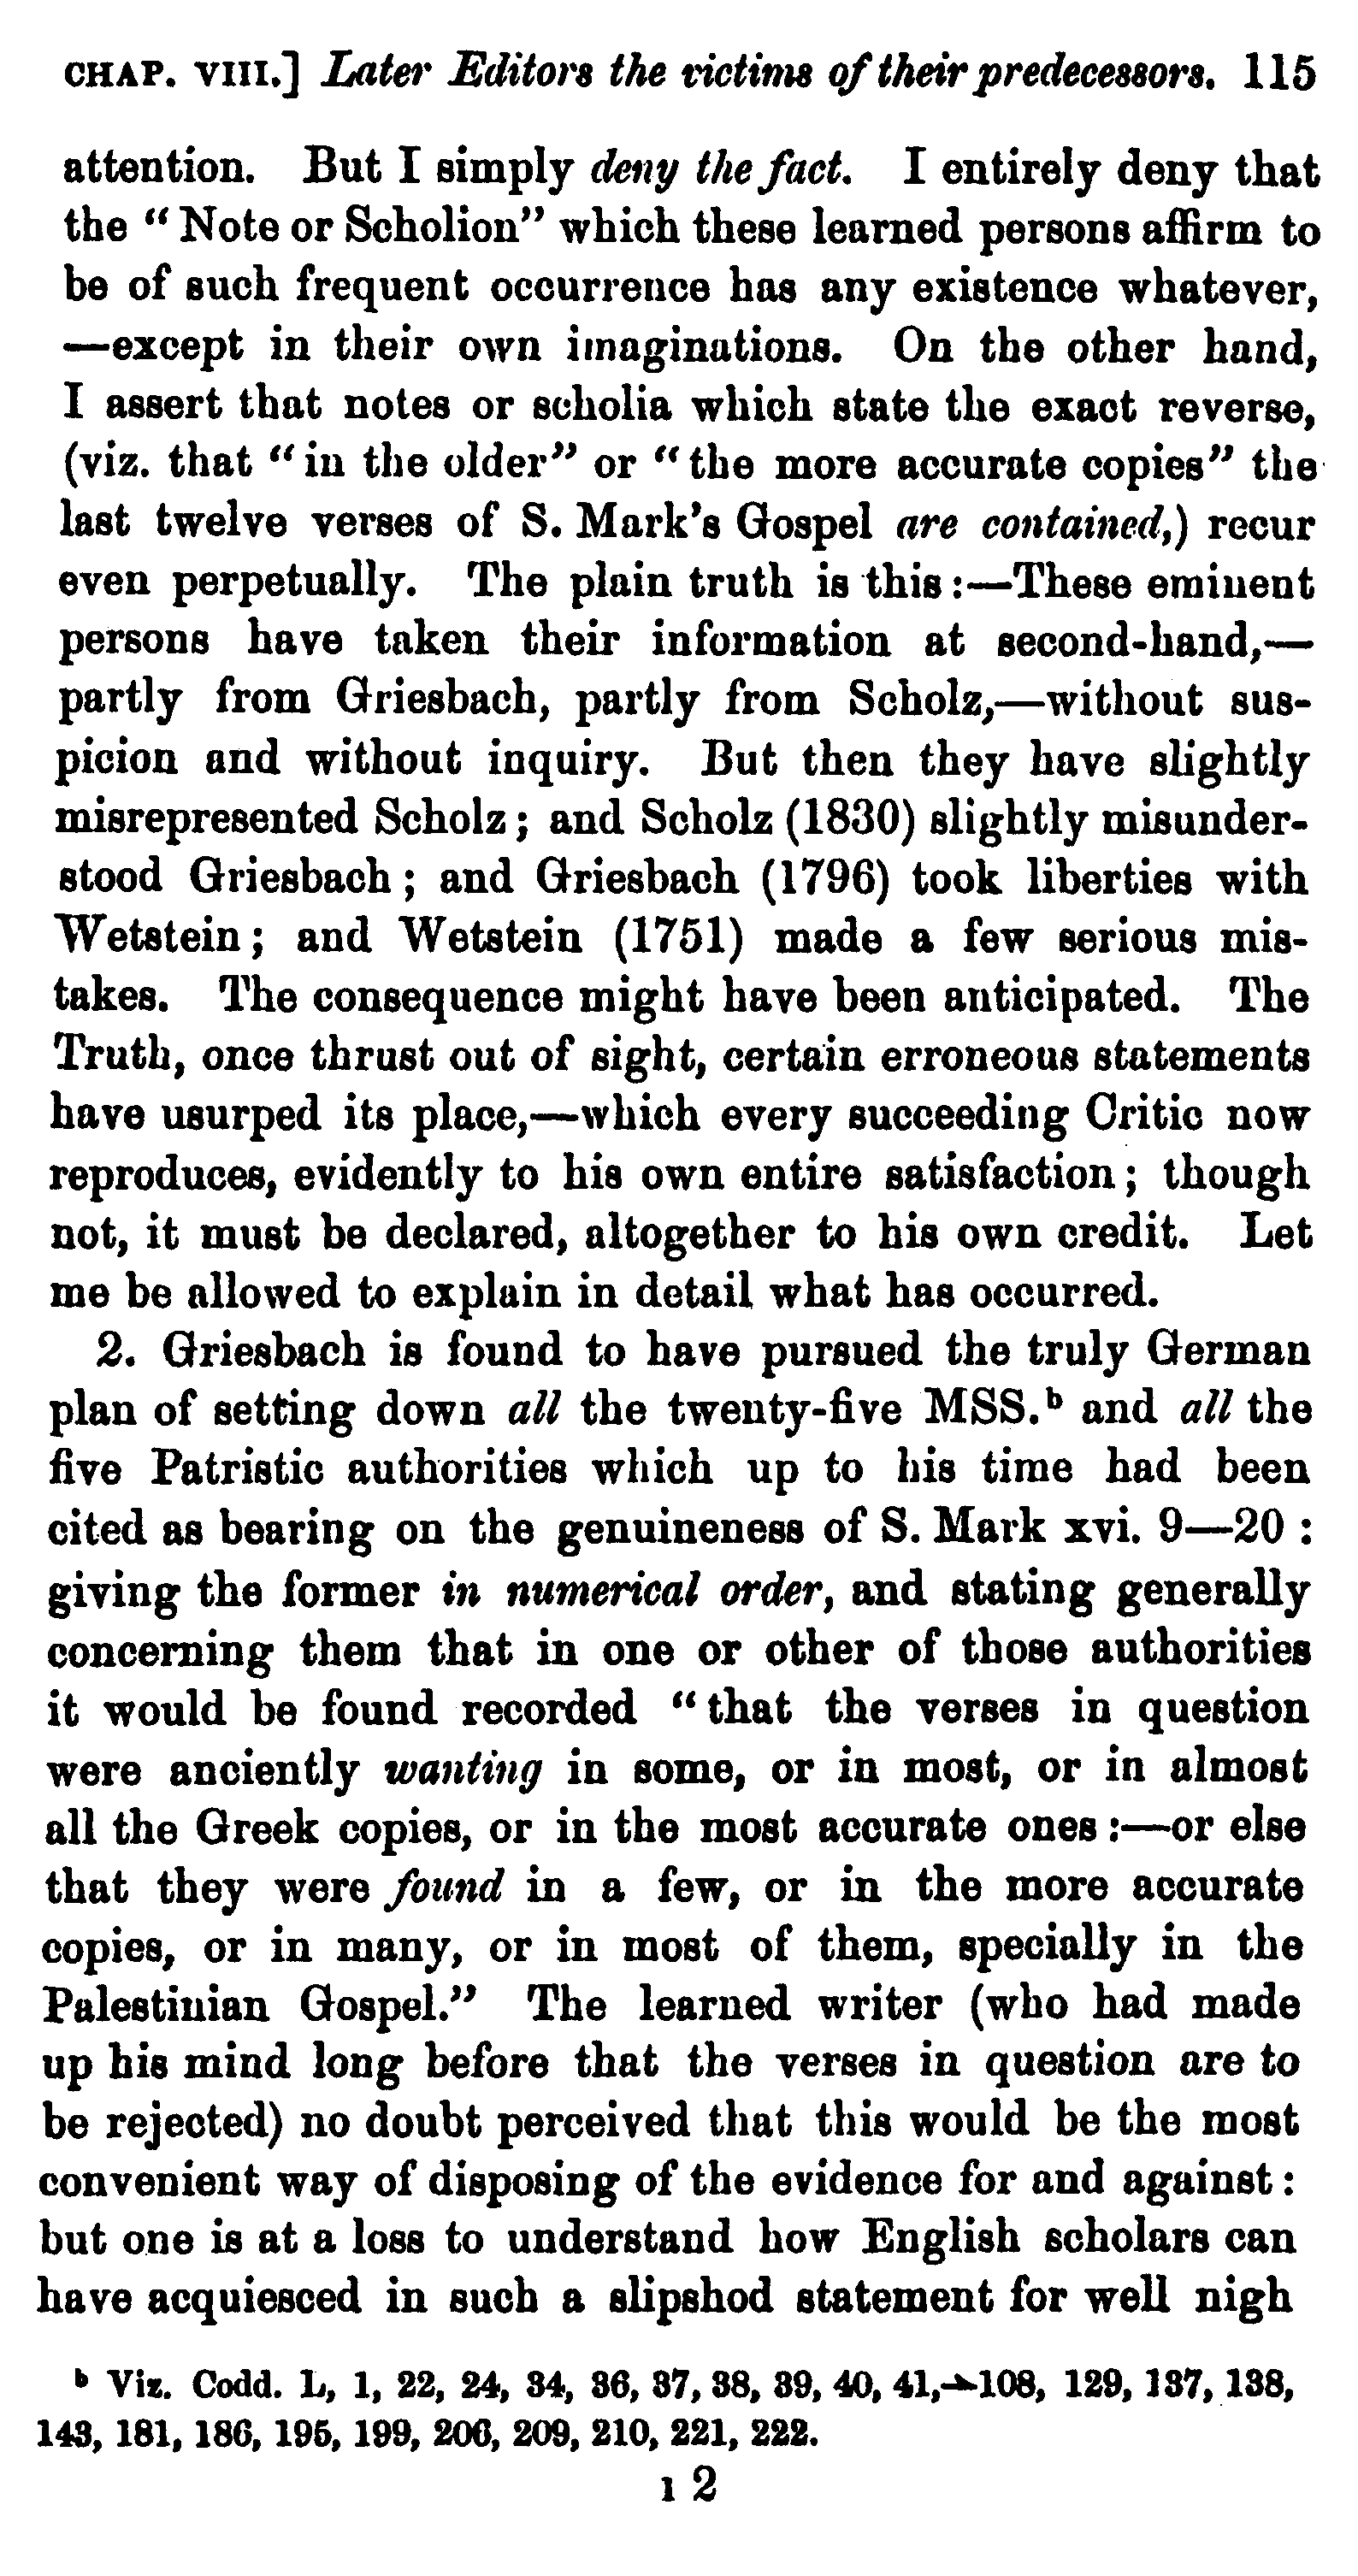 CHAP. VIII.] Later Editors the victims of their predecessors. 115
attention. But I simply deny the fact. I entirely deny that
the “Note or Scholion” which these learned persons affirm to
be of such frequent occurrence has any existence whatever,
—except in their own imaginations. On the other hand,
I assert that notes or scholia which state the exact reverse,
(viz. that “in the older” or “the more accurate copies” the
last twelve verses of S. Mark’s Gospel are contained,) recur
even perpetually. The plain truth is this:—These eminent
persons have taken their information at second-hand,—
partly from Griesbach, partly from Scholz,—without sus-
picion and without inquiry. But then they have slightly
misrepresented Scholz; and Scholz (1830) slightly misunder-
stood Griesbach; and Griesbach (1796) took liberties with
Wetstein; and Wetstein (1751) made a few serious mis-
takes. The consequence might have been anticipated. The
Truth, once thrust out of sight, certain erroneous statements
have usurped its place,—which every succeeding Critic now
reproduces, evidently to his own entire satisfaction; though
not, it must be declared, altogether to his own credit. Let
me be allowed to explain in detail what has occurred.
2. Griesbach is found to have pursued the truly German
plan of setting down all the twenty-five MSS.ᵇ and all the
five Patristic authorities which up to his time had been
cited as bearing on the genuineness of S. Mark xvi. 9—20:
giving the former in numerical order, and stating generally
concerning them that in one or other of those authorities
it would be found recorded “that the verses in question
were anciently wanting in some, or in most, or in almost
all the Greek copies, or in the most accurate ones:—or else
that they were found in a few, or in the more accurate
copies, or in many, or in most of them, specially in the
Palestinian Gospel.” The learned writer (who had made
up his mind long before that the verses in question are to
be rejected) no doubt perceived that this would be the most
convenient way of disposing of the evidence for and against:
but one is at a loss to understand how English scholars can
have acquiesced in such a slipshod statement for well nigh
ᵇ Viz. Codd. L, 1, 22, 24, 34, 36, 37, 38, 39, 40, 41,—108, 129, 137, 138,
143, 181, 186, 195, 199, 206, 209, 210, 221, 222.
I 2